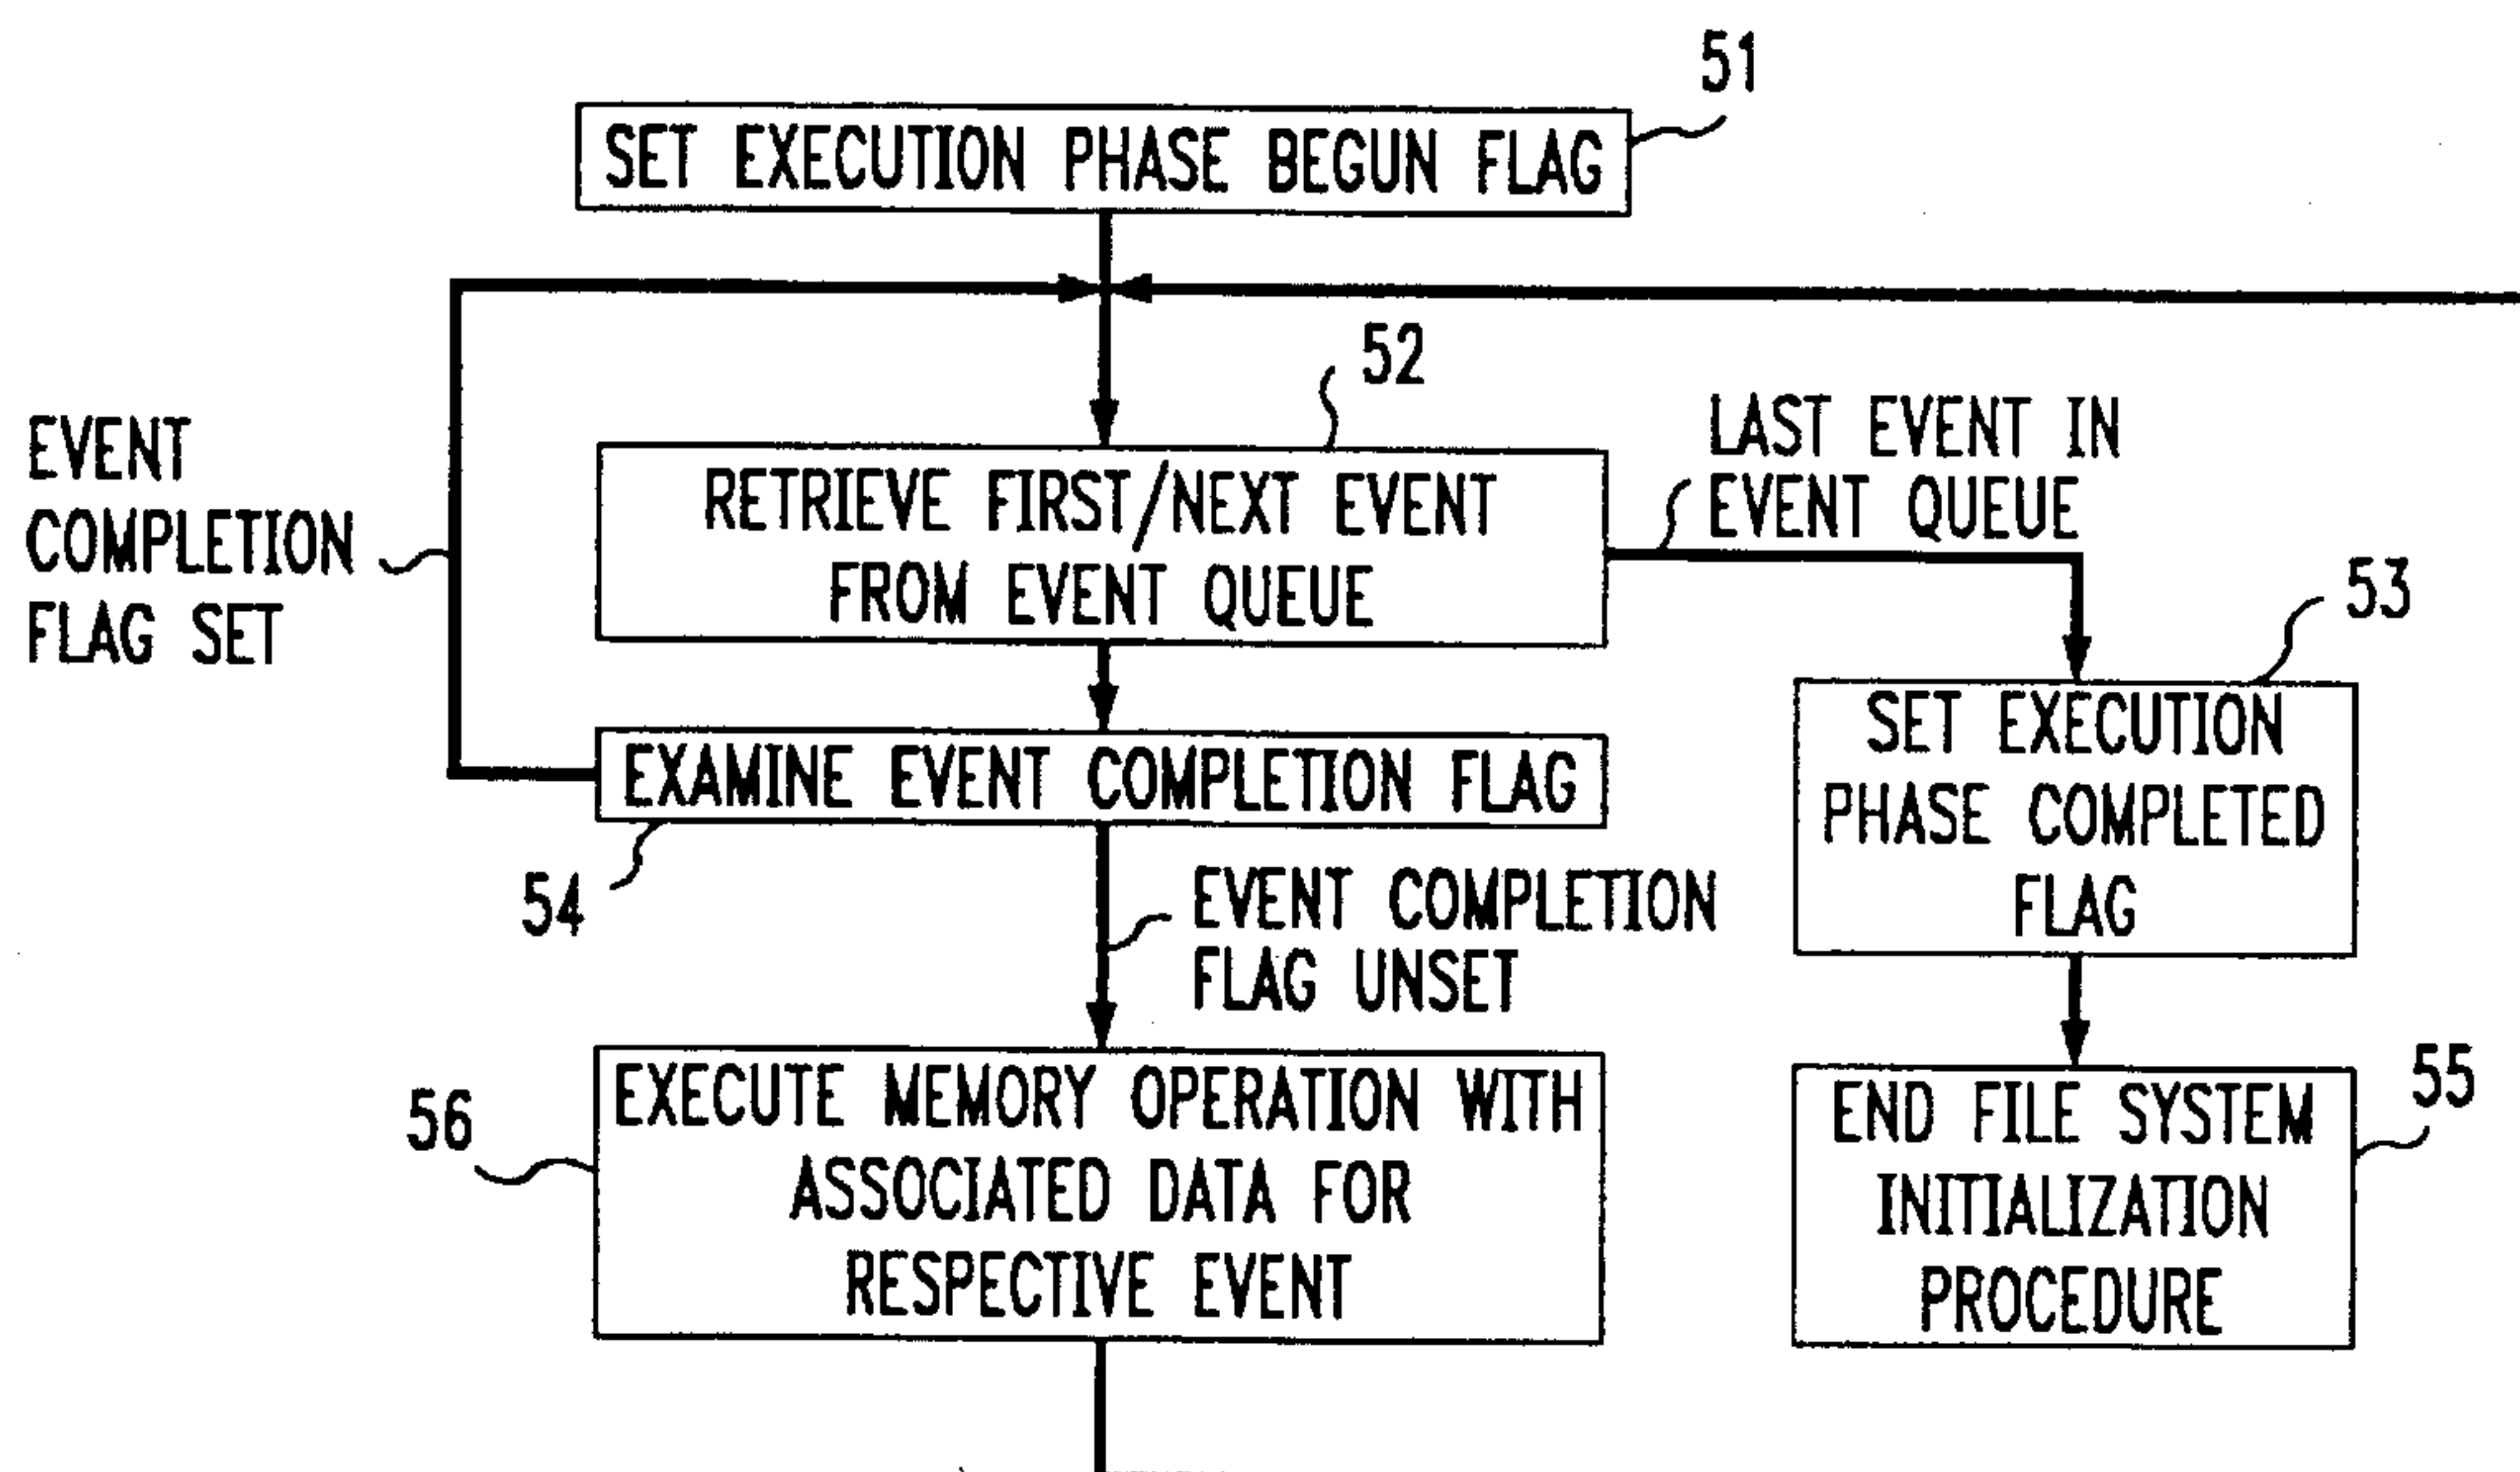 51
SET EXECUTION PHASE BEGUN FLAG
52
RETRIEVE FIRST/NEXT EVENT
FROM EVENT QUEUE
LAST EVENT IN
EVENT QUEUE
EVENT
COMPLETION
FLAG SET
53
SET EXECUTION
PHASE COMPLETED
FLAG
EXAMINE EVENT COMPLETION FLAG
54
EVENT COMPLETION
FLAG UNSET
56
EXECUTE MEMORY OPERATION WITH
ASSOCIATED DATA FOR
RESPECTIVE EVENT
55
END FILE SYSTEM
INITIALIZATION
PROCEDURE